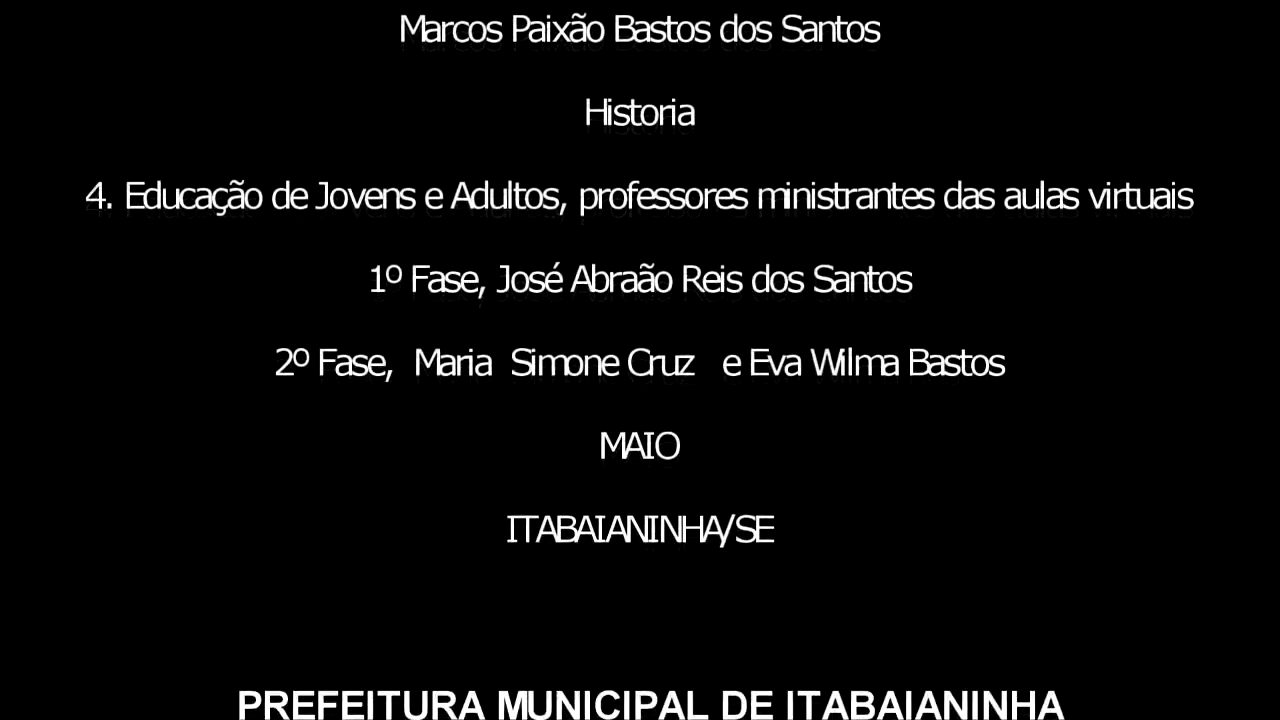 Marcos Paixão Bastos dos Santos
Historia
4. Educação de Jovens e Adultos, professores ministrantes das aulas virtuais
1º Fase, José Abraão Reis dos Santos
2º Fase, Maria Simone Cruz e Eva Wilma Bastos
MAIO
ITABAIANINHA/SE
PREFEITURA MUNICIPAL DE ITABAIANINHA